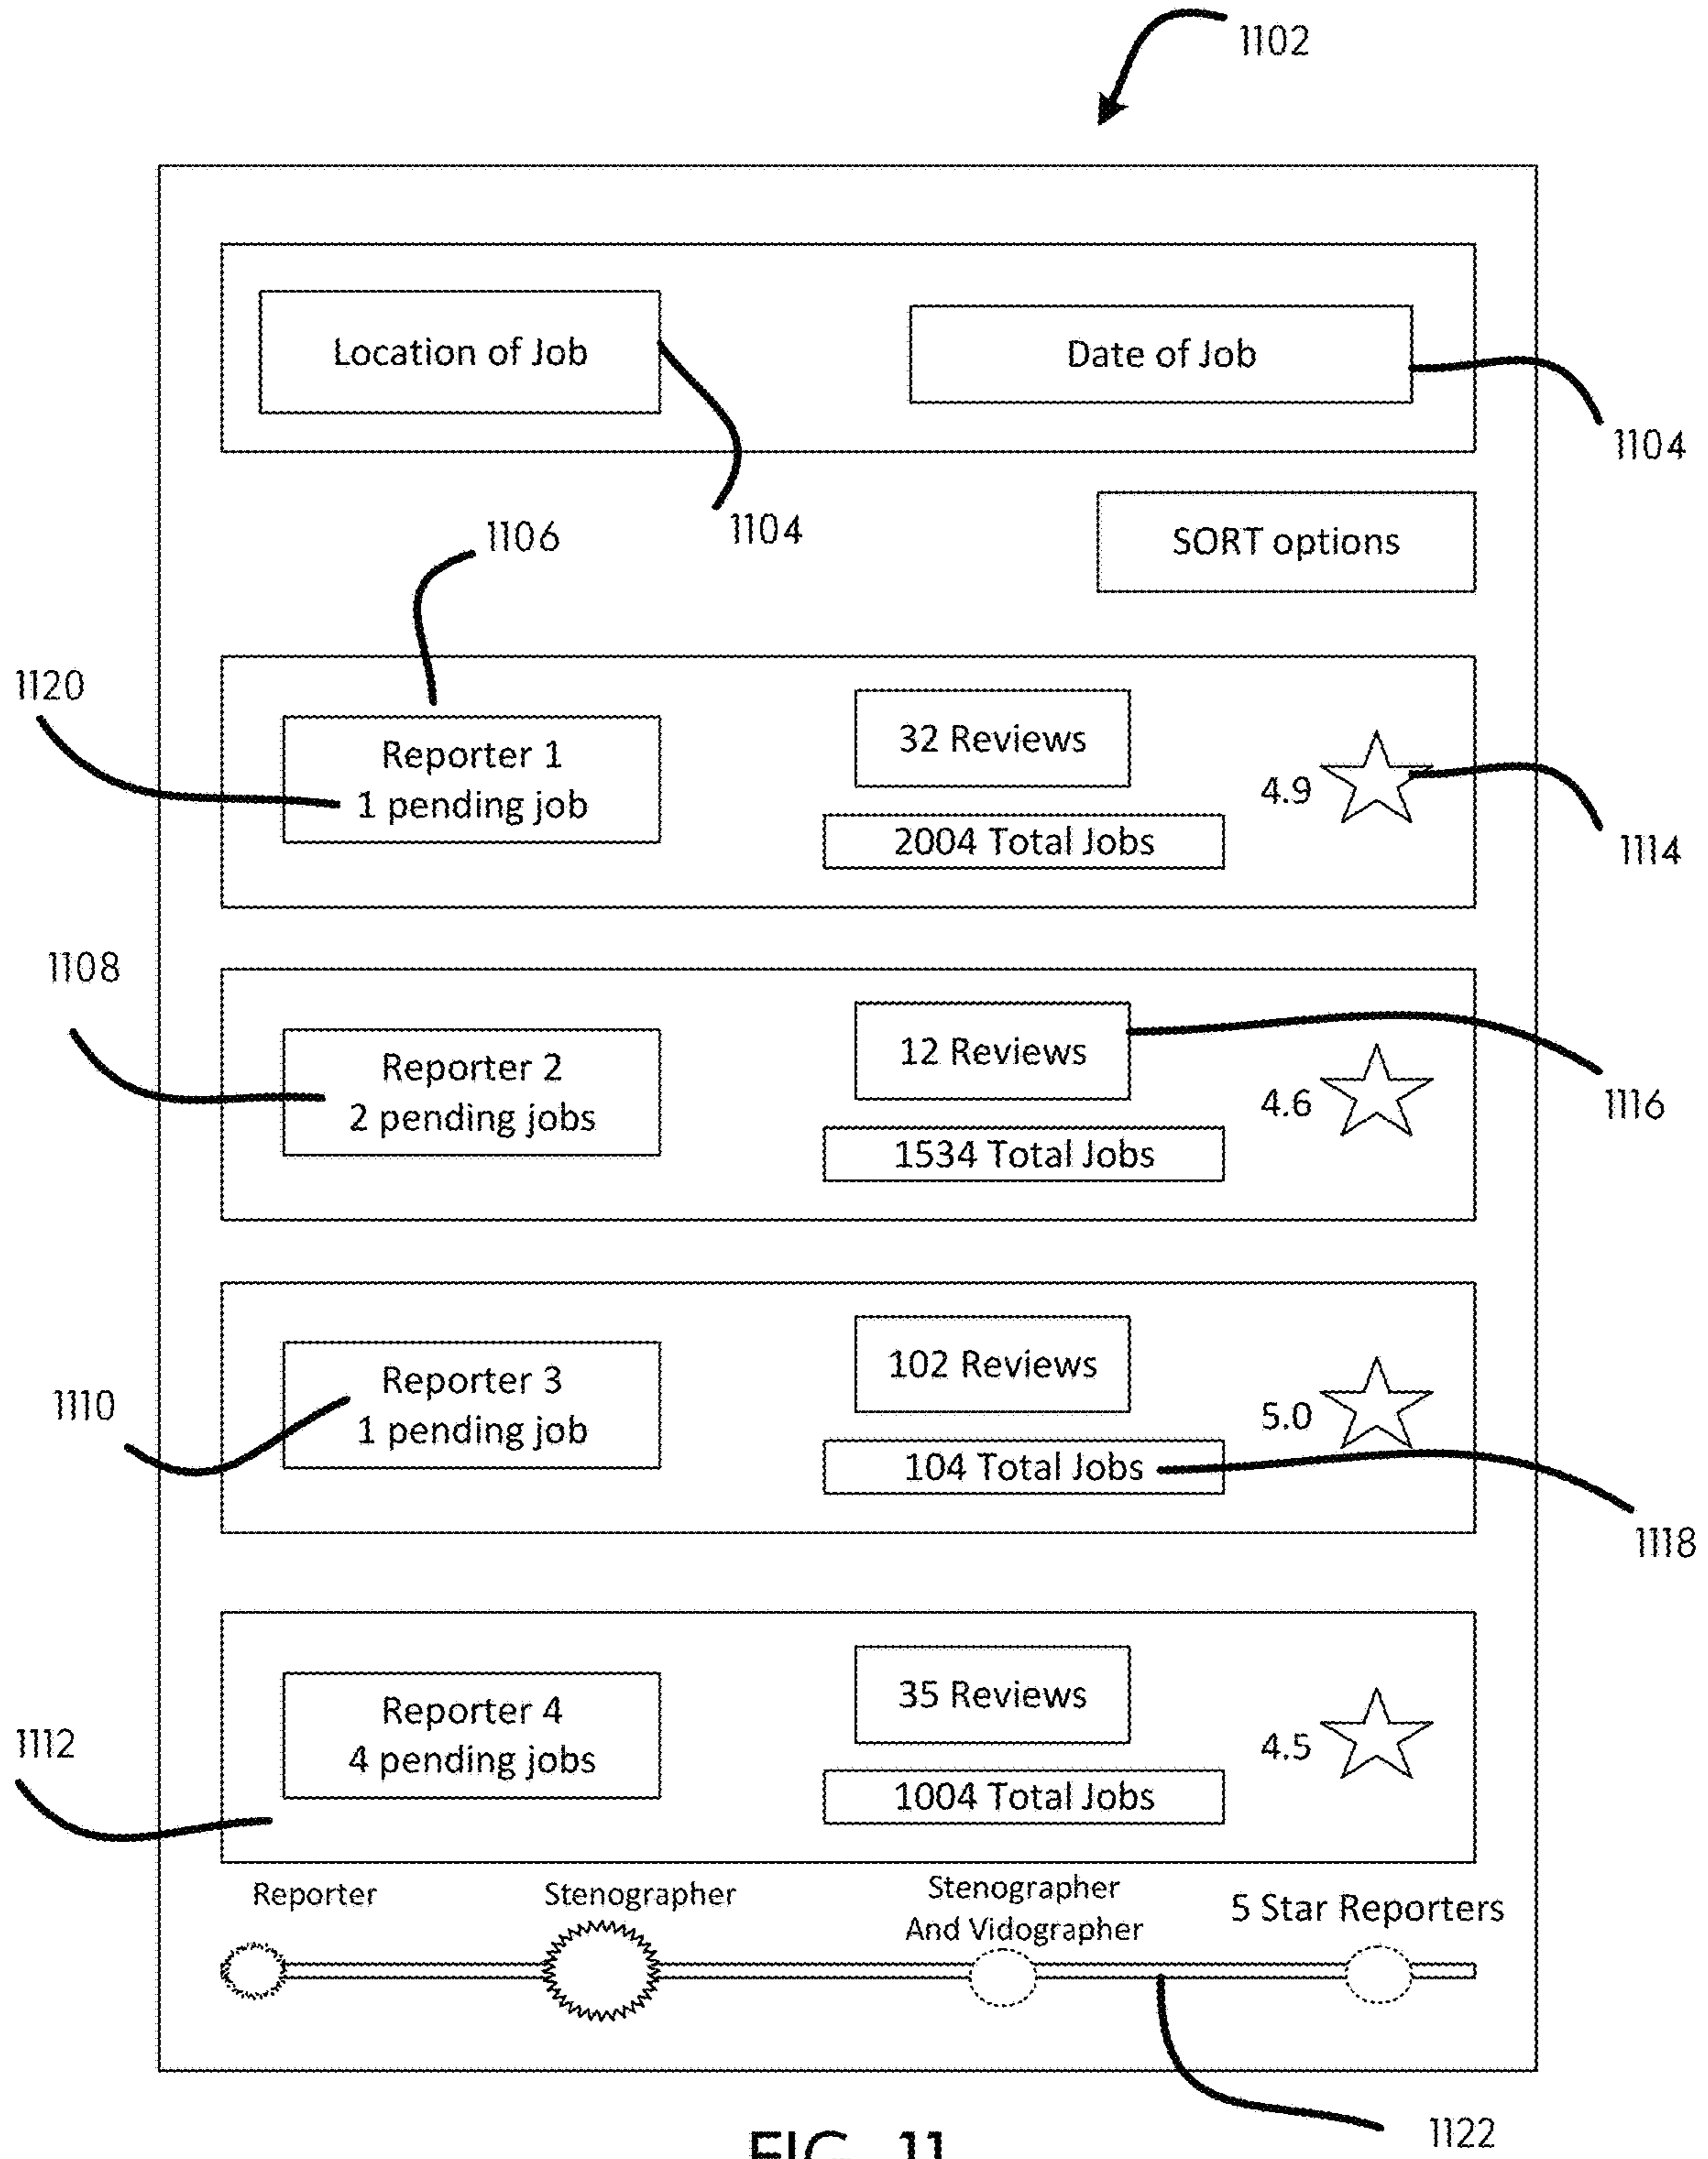 1102
Location of Job
Date of Job
1104
1104
SORT options
1106
1120
Reporter 1
1 pending job
32 Reviews
2004 Total Jobs
4.9
1114
1108
Reporter 2
2 pending jobs
12 Reviews
1534 Total Jobs
4.6
1116
1110
Reporter 3
1 pending job
102 Reviews
104 Total Jobs
5.0
1118
1112
Reporter 4
4 pending jobs
35 Reviews
1004 Total Jobs
4.5
Reporter
Stenographer
Stenographer
And Vidographer
5 Star Reporters
1122
FIG. 11